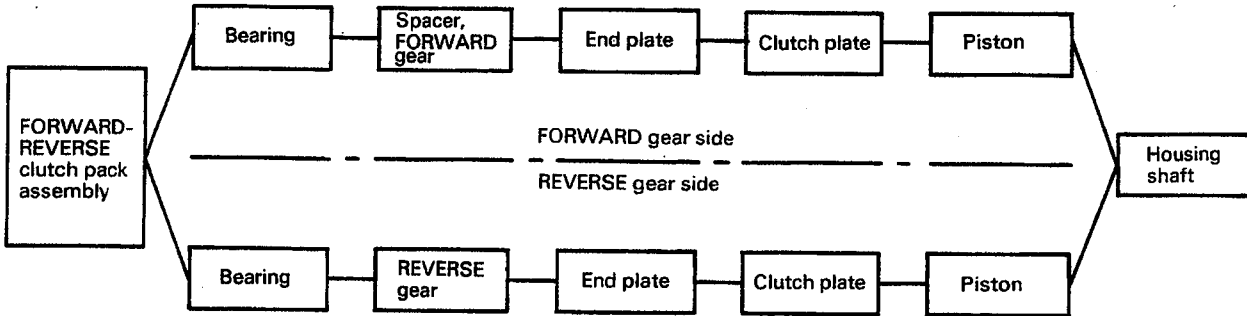 Bearing
Spacer,
FORWARD
gear
End plate
Clutch plate
Piston
FORWARD-
REVERSE
clutch pack
assembly
FORWARD gear side
REVERSE gear side
Housing
shaft
Bearing
REVERSE
gear
End plate
Clutch plate
Piston